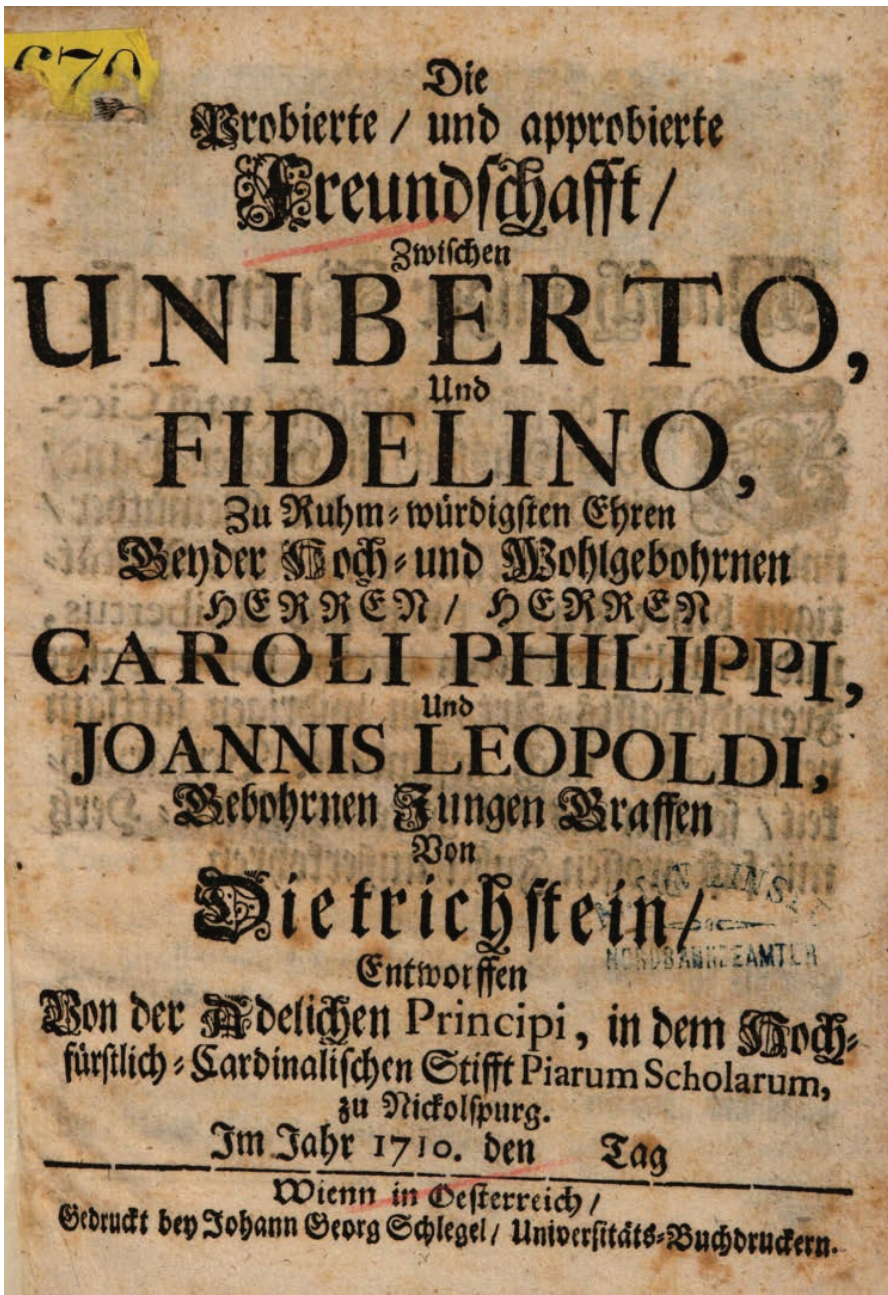 670
Die
Probierte / und approbierte
Freundschafft /
Zwischen
UNIBERTO,
Und
FIDELINO,
Zu Ruhm-würdigsten Ehren
Beyder Hoch- und Wohlgebohrnen
HERREN / HERREN
CAROLI PHILIPPI,
Und
JOANNIS LEOPOLDI,
Gebohrnen Jungen Graffen
Von
Dietrichstein /
Entworffen
Von der Adelichen Principi, in dem Hoch-
fürstlich-Cardinalischen Stifft Piarum Scholarum,
zu Nickolspurg.
Im Jahr 1710. den Tag
Wienn in Oesterreich /
Gedruckt bey Johann Georg Schlegel / Universitäts-Buchdruckern.